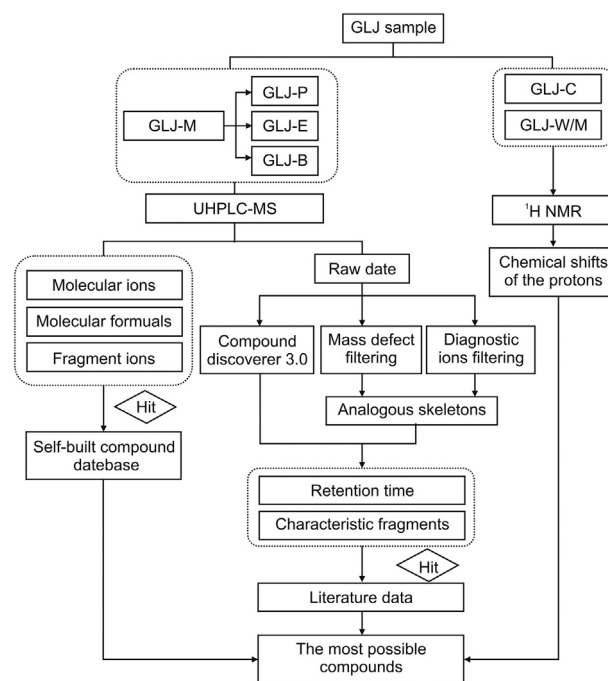 GLJ sample
GLJ-P
GLJ-M
GLJ-E
GLJ-B
GLJ-C
GLJ-W/M
UHPLC-MS
¹H NMR
Raw date
Chemical shifts
of the protons
Molecular ions
Molecular formuals
Fragment ions
Compound
discoverer 3.0
Mass defect
filtering
Diagnostic
ions filtering
Hit
Analogous skeletons
Self-built compound
datebase
Retention time
Characteristic fragments
Hit
Literature data
The most possible
compounds